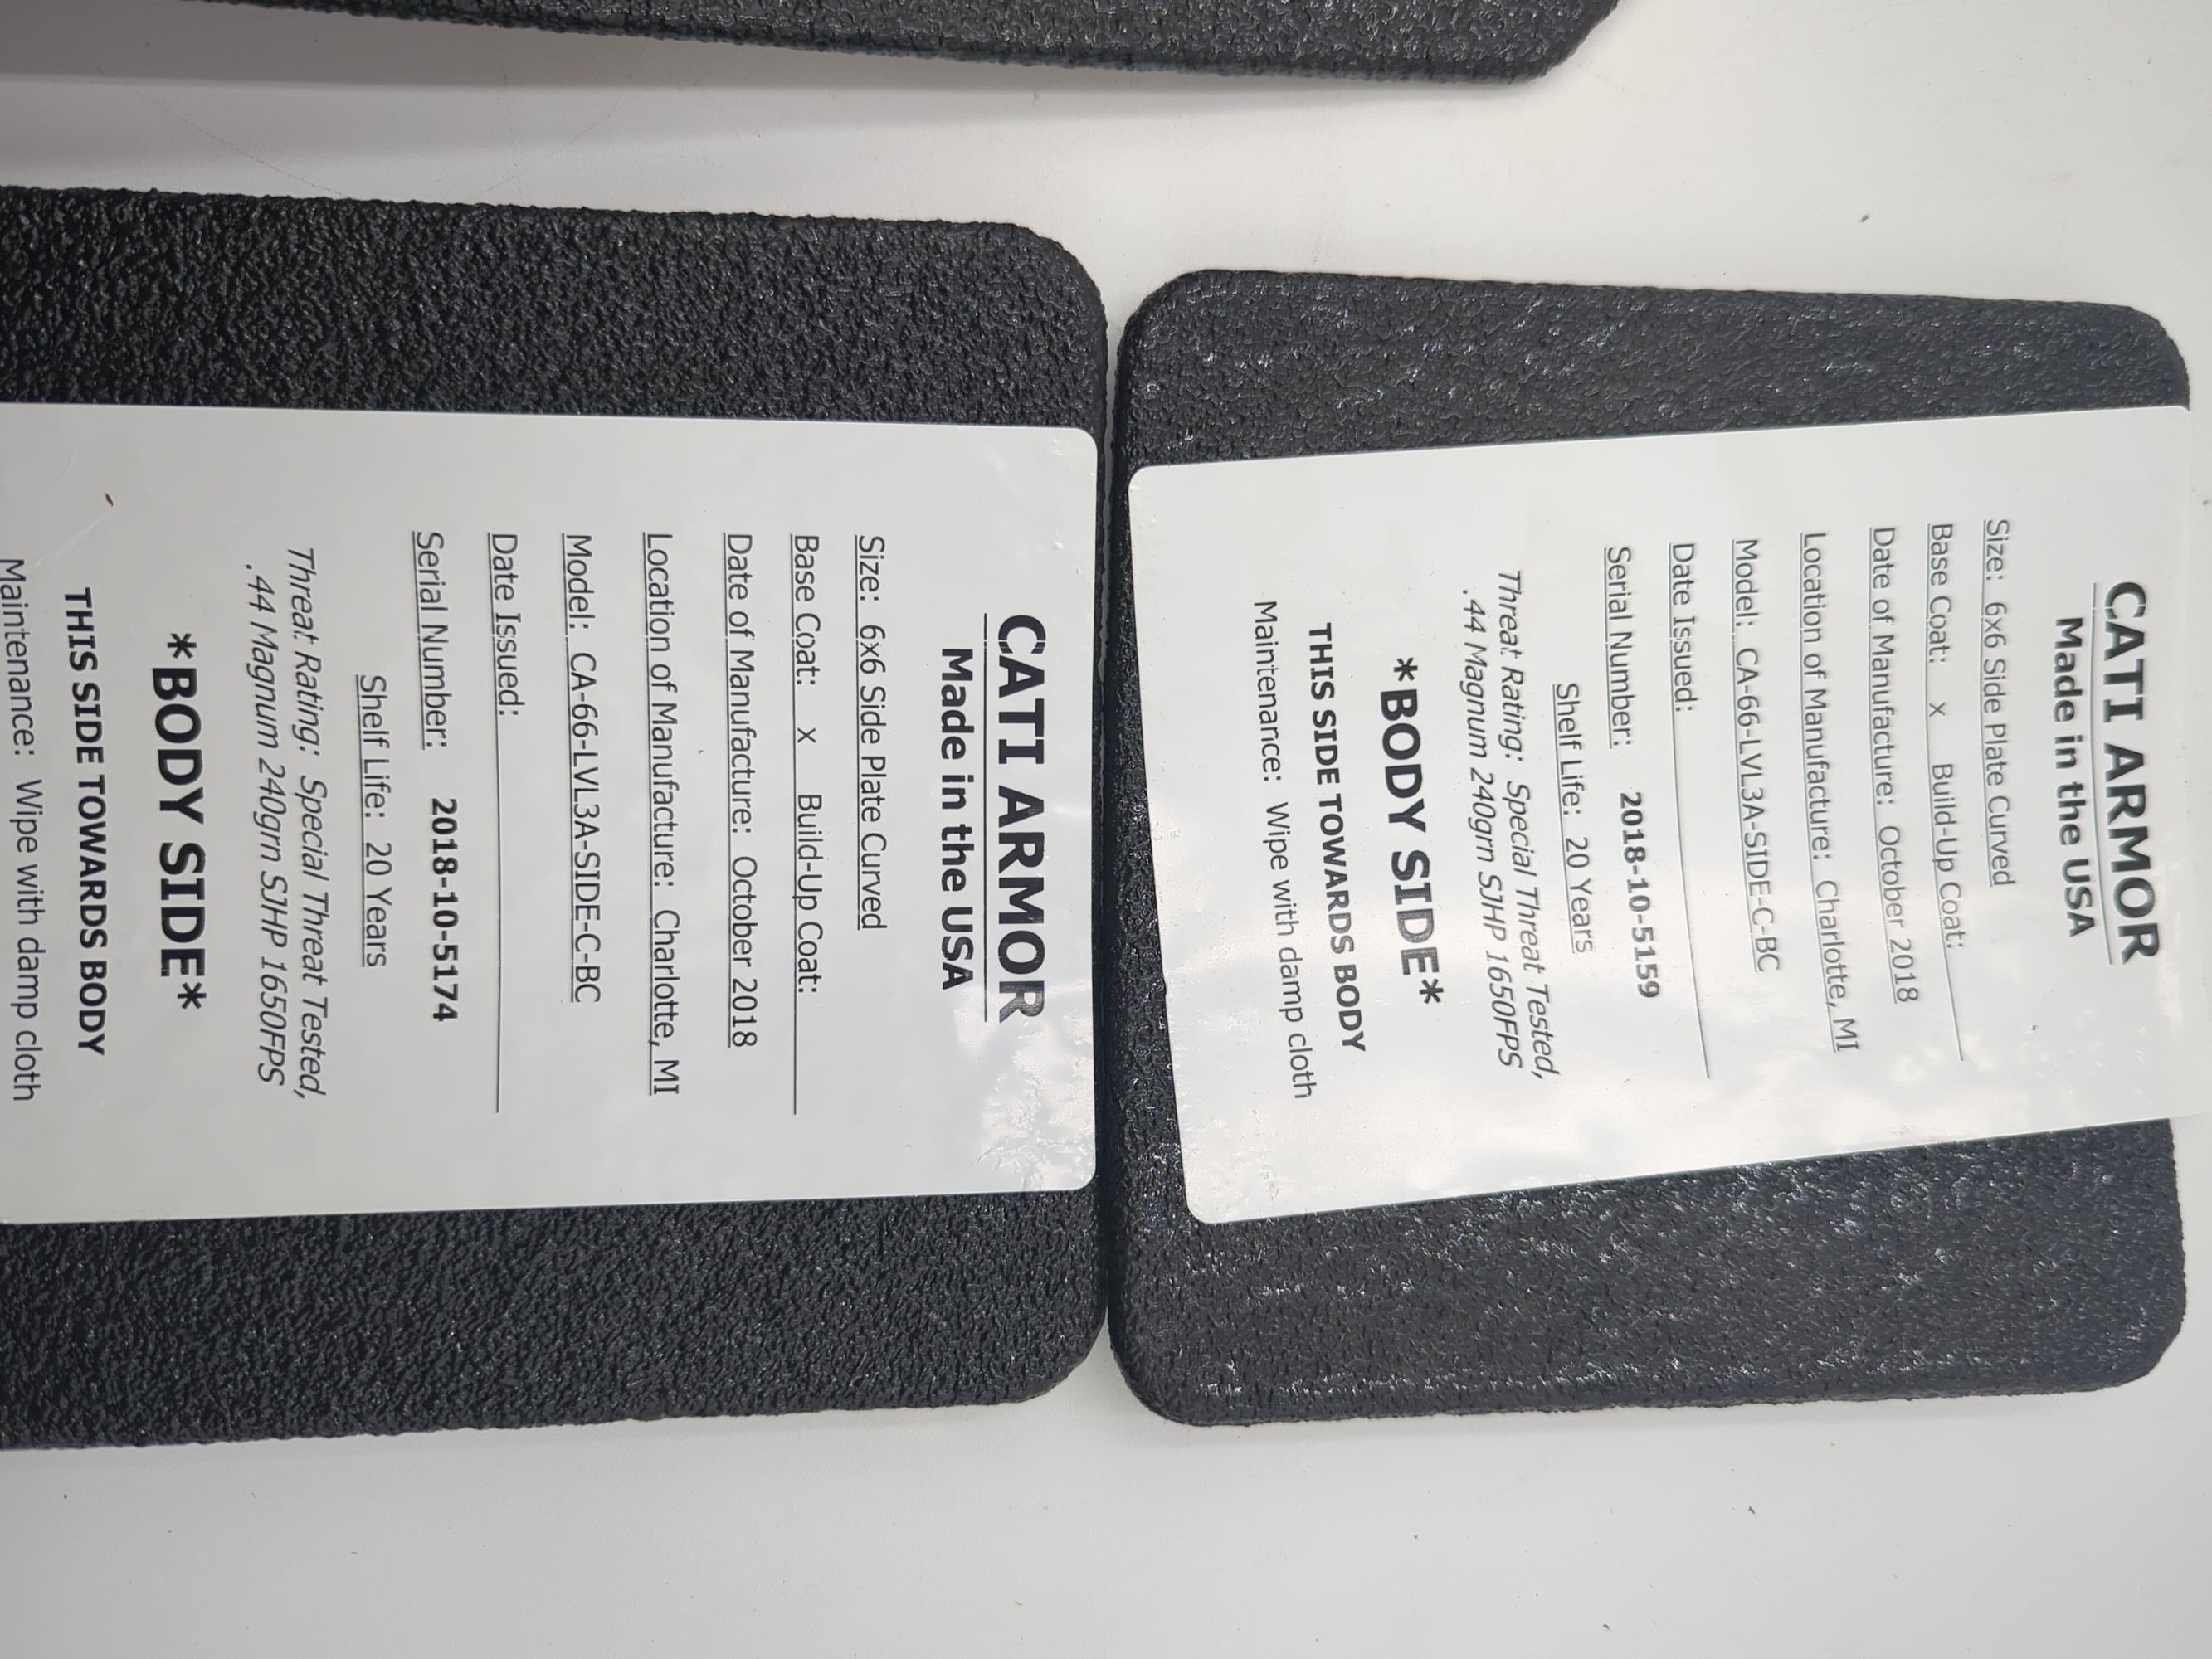 CATI ARMOR
Made in the USA
Size: 6x6 Side Plate Curved
Base Coat: x Build-Up Coat:
Date of Manufacture: October 2018
Location of Manufacture: Charlotte, MI
Model: CA-66-LVL3A-SIDE-C-BC
Date Issued:
Serial Number: 2018-10-5174
Shelf Life: 20 Years
Threat Rating: Special Threat Tested,
.44 Magnum 240grn SJHP 1650FPS
*BODY SIDE*
THIS SIDE TOWARDS BODY
Maintenance: Wipe with damp cloth
CATI ARMOR
Made in the USA
Size: 6x6 Side Plate Curved
Base Coat: x Build-Up Coat:
Date of Manufacture: October 2018
Location of Manufacture: Charlotte, MI
Model: CA-66-LVL3A-SIDE-C-BC
Date Issued:
Serial Number: 2018-10-5159
Shelf Life: 20 Years
Threat Rating: Special Threat Tested,
.44 Magnum 240grn SJHP 1650FPS
*BODY SIDE*
THIS SIDE TOWARDS BODY
Maintenance: Wipe with damp cloth